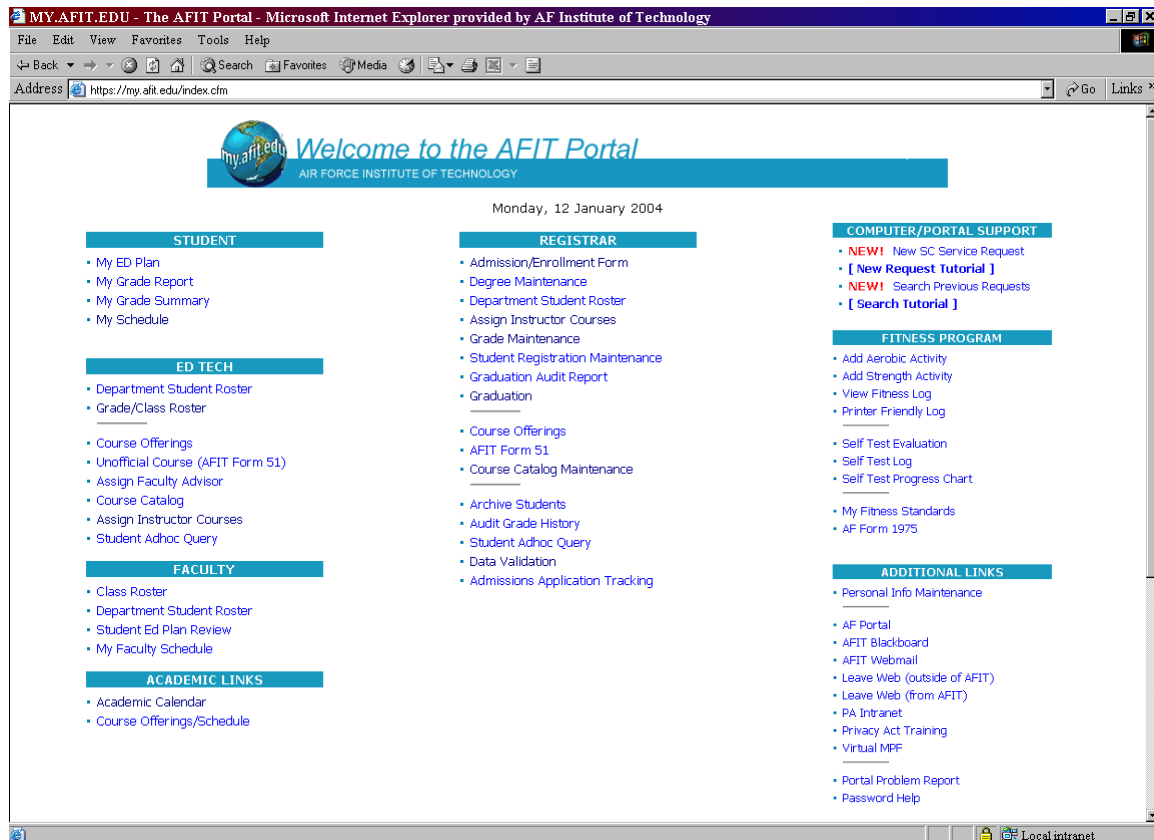 MY.AFIT.EDU - The AFIT Portal - Microsoft Internet Explorer provided by AF Institute of Technology
File Edit View Favorites Tools Help
Back Search Favorites Media
Address https://my.afit.edu/index.cfm Go Links »
my.afit.edu
Welcome to the AFIT Portal
AIR FORCE INSTITUTE OF TECHNOLOGY
Monday, 12 January 2004
STUDENT
My ED Plan
My Grade Report
My Grade Summary
My Schedule
ED TECH
Department Student Roster
Grade/Class Roster
Course Offerings
Unofficial Course (AFIT Form 51)
Assign Faculty Advisor
Course Catalog
Assign Instructor Courses
Student Adhoc Query
FACULTY
Class Roster
Department Student Roster
Student Ed Plan Review
My Faculty Schedule
ACADEMIC LINKS
Academic Calendar
Course Offerings/Schedule
REGISTRAR
Admission/Enrollment Form
Degree Maintenance
Department Student Roster
Assign Instructor Courses
Grade Maintenance
Student Registration Maintenance
Graduation Audit Report
Graduation
Course Offerings
AFIT Form 51
Course Catalog Maintenance
Archive Students
Audit Grade History
Student Adhoc Query
Data Validation
Admissions Application Tracking
COMPUTER/PORTAL SUPPORT
NEW! New SC Service Request
[ New Request Tutorial ]
NEW! Search Previous Requests
[ Search Tutorial ]
FITNESS PROGRAM
Add Aerobic Activity
Add Strength Activity
View Fitness Log
Printer Friendly Log
Self Test Evaluation
Self Test Log
Self Test Progress Chart
My Fitness Standards
AF Form 1975
ADDITIONAL LINKS
Personal Info Maintenance
AF Portal
AFIT Blackboard
AFIT Webmail
Leave Web (outside of AFIT)
Leave Web (from AFIT)
PA Intranet
Privacy Act Training
Virtual MPF
Portal Problem Report
Password Help
Local intranet